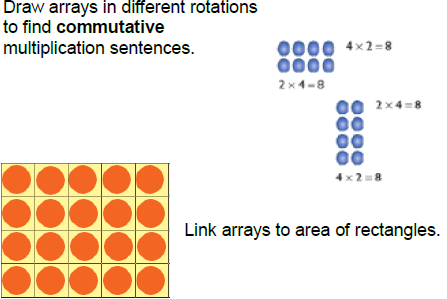 Draw arrays in different rotations
to find commutative
multiplication sentences.
4 × 2 = 8
2 × 4 = 8
2 × 4 = 8
4 × 2 = 8
Link arrays to area of rectangles.